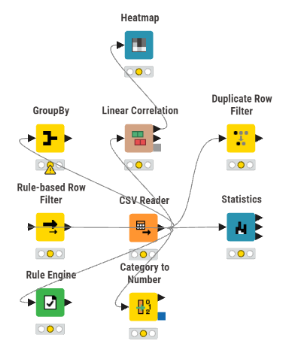 Heatmap
GroupBy
Linear Correlation
Duplicate Row
Filter
Rule-based Row
Filter
CSV Reader
Statistics
Rule Engine
Category to
Number